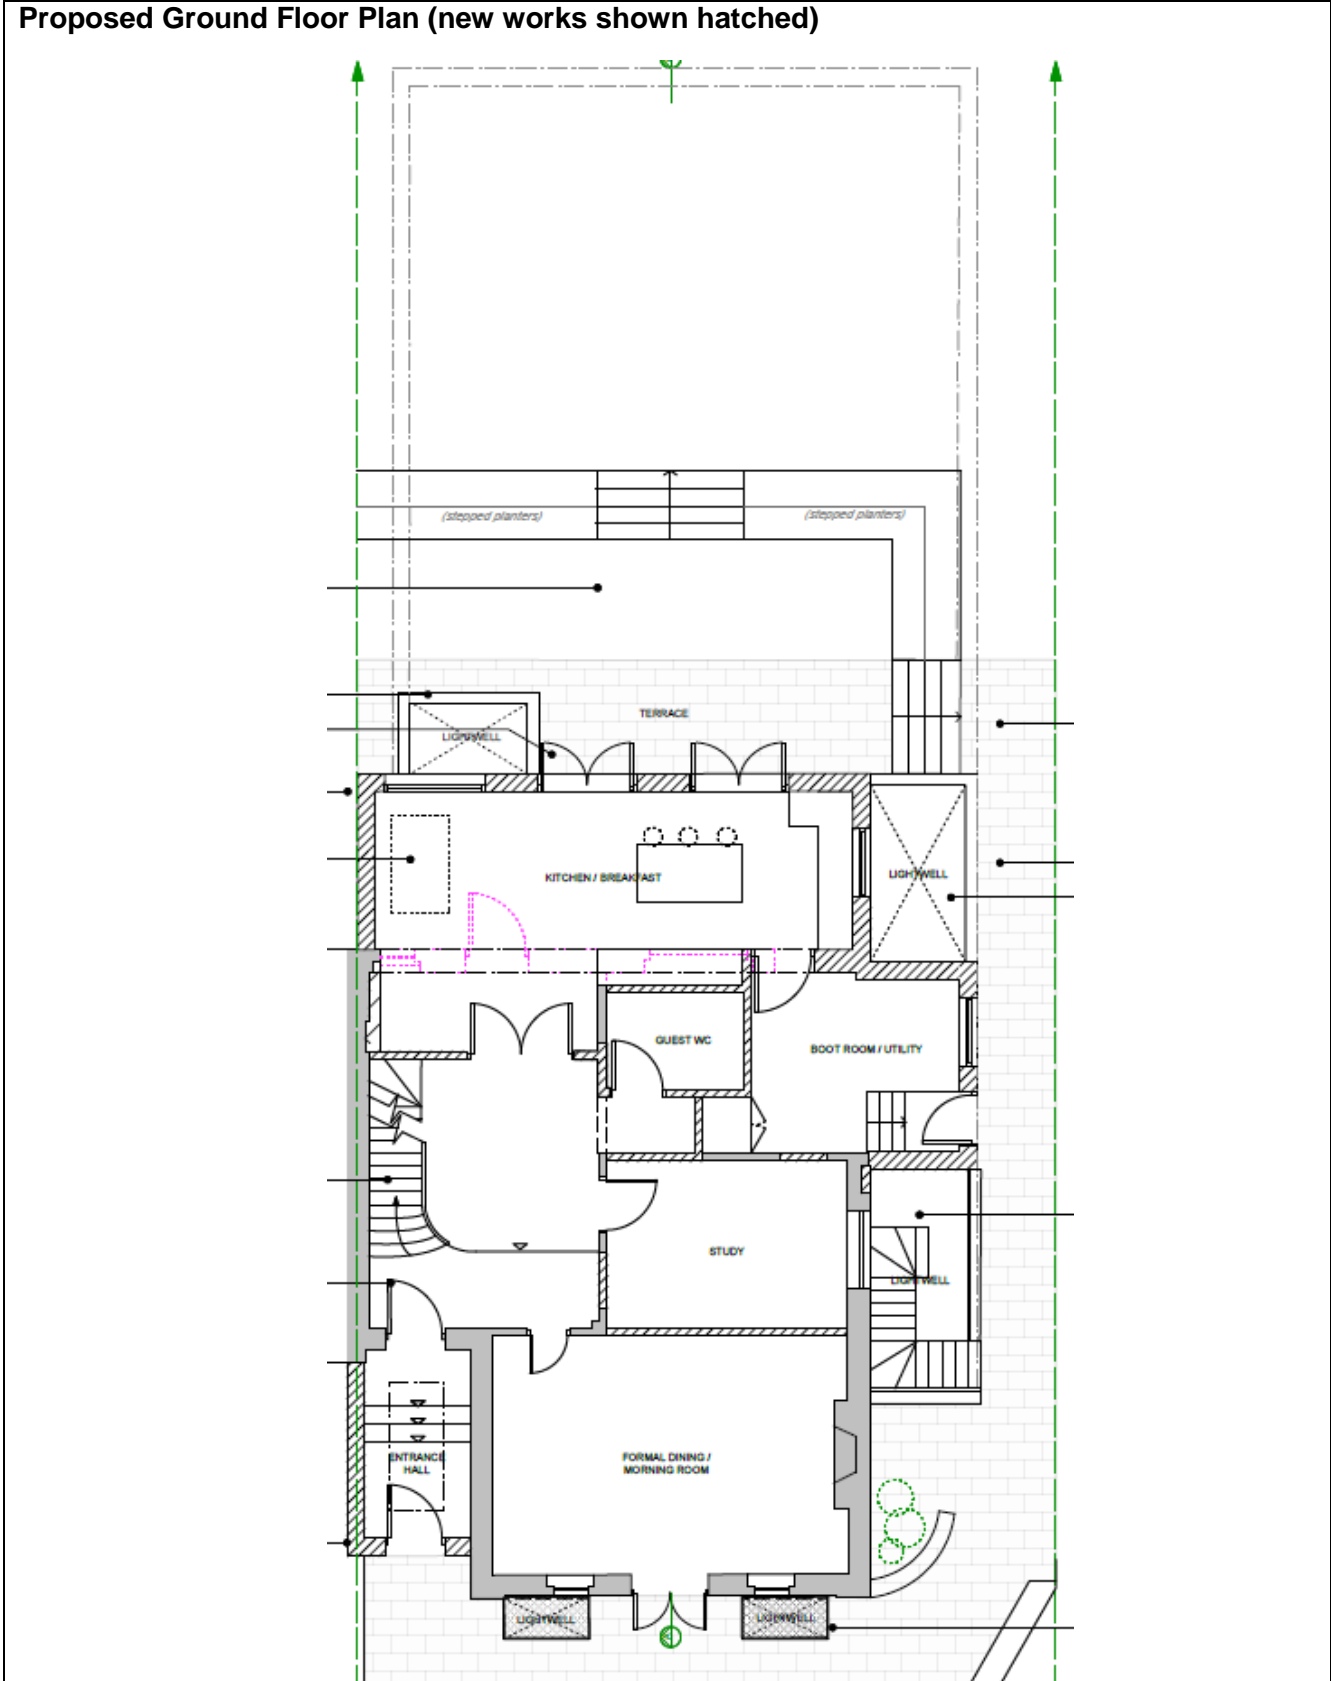 Proposed Ground Floor Plan (new works shown hatched)
(stepped planters)
(stepped planters)
TERRACE
LIGHTWELL
KITCHEN / BREAKFAST
LIGHTWELL
GUEST WC
BOOT ROOM / UTILITY
STUDY
LIGHTWELL
ENTRANCE
HALL
FORMAL DINING /
MORNING ROOM
LIGHTWELL
LIGHTWELL